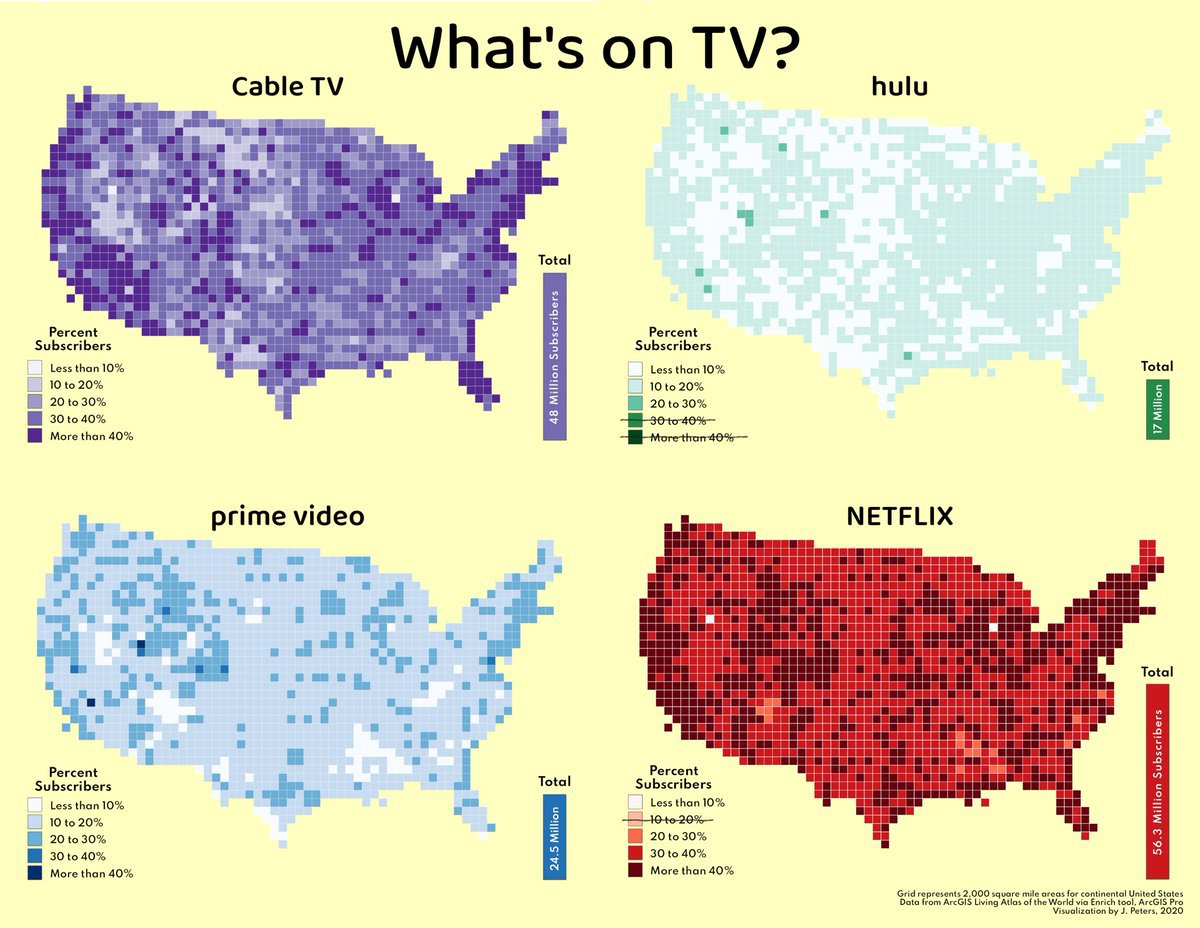 What's on TV?
Cable TV
Total
48 Million Subscribers
Percent
Subscribers
Less than 10%
10 to 20%
20 to 30%
30 to 40%
More than 40%
hulu
Total
17 Million
Percent
Subscribers
Less than 10%
10 to 20%
20 to 30%
30 to 40%
More than 40%
prime video
Total
24.5 Million
Percent
Subscribers
Less than 10%
10 to 20%
20 to 30%
30 to 40%
More than 40%
NETFLIX
Total
56.3 Million Subscribers
Percent
Subscribers
Less than 10%
10 to 20%
20 to 30%
30 to 40%
More than 40%
Grid represents 2,000 square mile areas for continental United States
Data from ArcGIS Living Atlas of the World via Enrich tool, ArcGIS Pro
Visualization by J. Peters, 2020